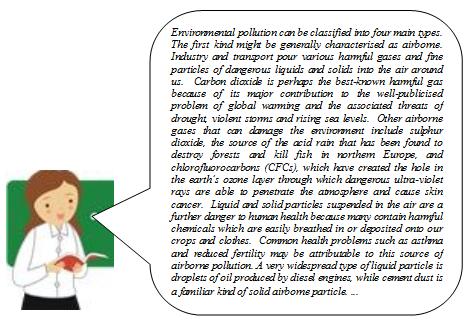 Environmental pollution can be classified into four main types.
The first kind might be generally characterised as airborne.
Industry and transport pour various harmful gases and fine
particles of dangerous liquids and solids into the air around
us. Carbon dioxide is perhaps the best-known harmful gas
because of its major contribution to the well-publicised
problem of global warming and the associated threats of
drought, violent storms and rising sea levels. Other airborne
gases that can damage the environment include sulphur
dioxide, the source of the acid rain that has been found to
destroy forests and kill fish in northern Europe, and
chlorofluorocarbons (CFCs), which have created the hole in
the earth's ozone layer through which dangerous ultra-violet
rays are able to penetrate the atmosphere and cause skin
cancer. Liquid and solid particles suspended in the air are a
further danger to human health because many contain harmful
chemicals which are easily breathed in or deposited onto our
crops and clothes. Common health problems such as asthma
and reduced fertility may be attributable to this source of
airborne pollution. A very widespread type of liquid particle is
droplets of oil produced by diesel engines, while cement dust is
a familiar kind of solid airborne particle. ...